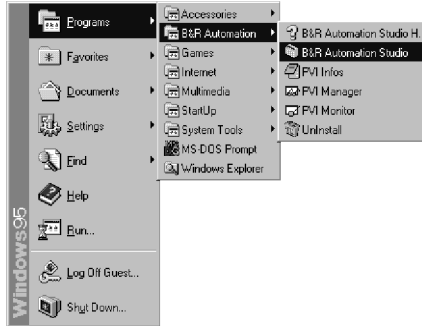 Programs
Favorites
Documents
Settings
Find
Help
Run...
Log Off Guest...
Shut Down...
Windows95
Accessories
B&R Automation
Games
Internet
Multimedia
StartUp
System Tools
MS-DOS Prompt
Windows Explorer
B&R Automation Studio H.
B&R Automation Studio
PVI Infos
PVI Manager
PVI Monitor
UnInstall